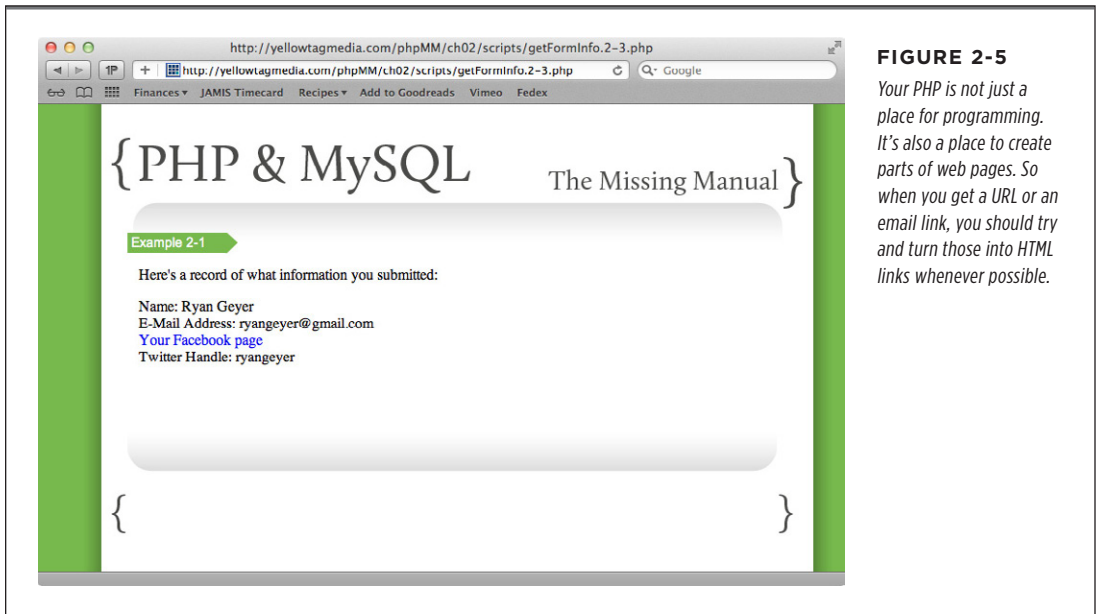 http://yellowtagmedia.com/phpMM/ch02/scripts/getFormInfo.2-3.php
1P + http://yellowtagmedia.com/phpMM/ch02/scripts/getFormInfo.2-3.php Google
Finances JAMIS Timecard Recipes Add to Goodreads Vimeo Fedex
{PHP & MySQL
The Missing Manual}
Example 2-1
Here's a record of what information you submitted:
Name: Ryan Geyer
E-Mail Address: ryangeyer@gmail.com
Your Facebook page
Twitter Handle: ryangeyer
{ }
FIGURE 2-5
Your PHP is not just a
place for programming.
It's also a place to create
parts of web pages. So
when you get a URL or an
email link, you should try
and turn those into HTML
links whenever possible.